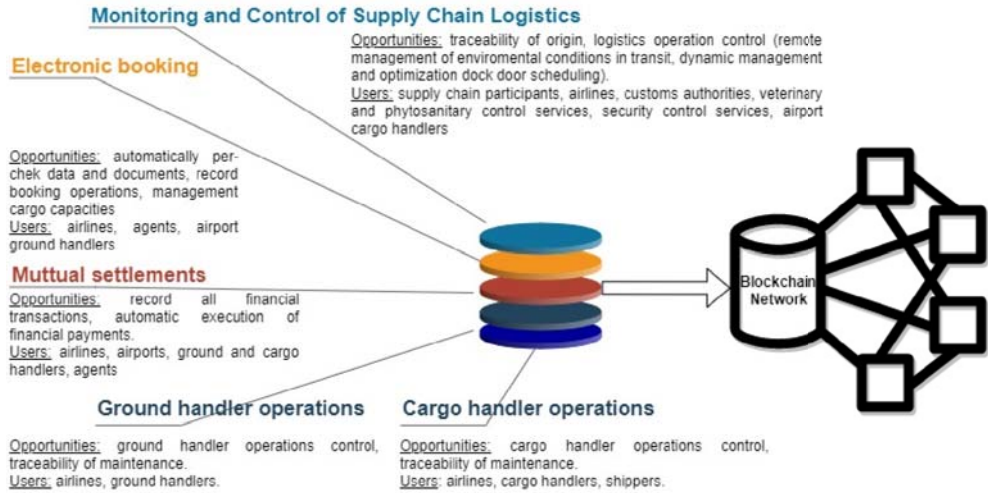 Monitoring and Control of Supply Chain Logistics
Opportunities: traceability of origin, logistics operation control (remote
management of enviromental conditions in transit, dynamic management
and optimization dock door scheduling).
Users: supply chain participants, airlines, customs authorities, veterinary
and phytosanitary control services, security control services, airport
cargo handlers
Electronic booking
Opportunities: automatically per-
chek data and documents, record
booking operations, management
cargo capacities
Users: airlines, agents, airport
ground handlers
Muttual settlements
Opportunities: record all financial
transactions, automatic execution of
financial payments.
Users: airlines, airports, ground and cargo
handlers, agents
Blockchain
Network
Ground handler operations
Opportunities: ground handler operations control,
traceability of maintenance.
Users: airlines, ground handlers.
Cargo handler operations
Opportunities: cargo handler operations control,
traceability of maintenance.
Users: airlines, cargo handlers, shippers.